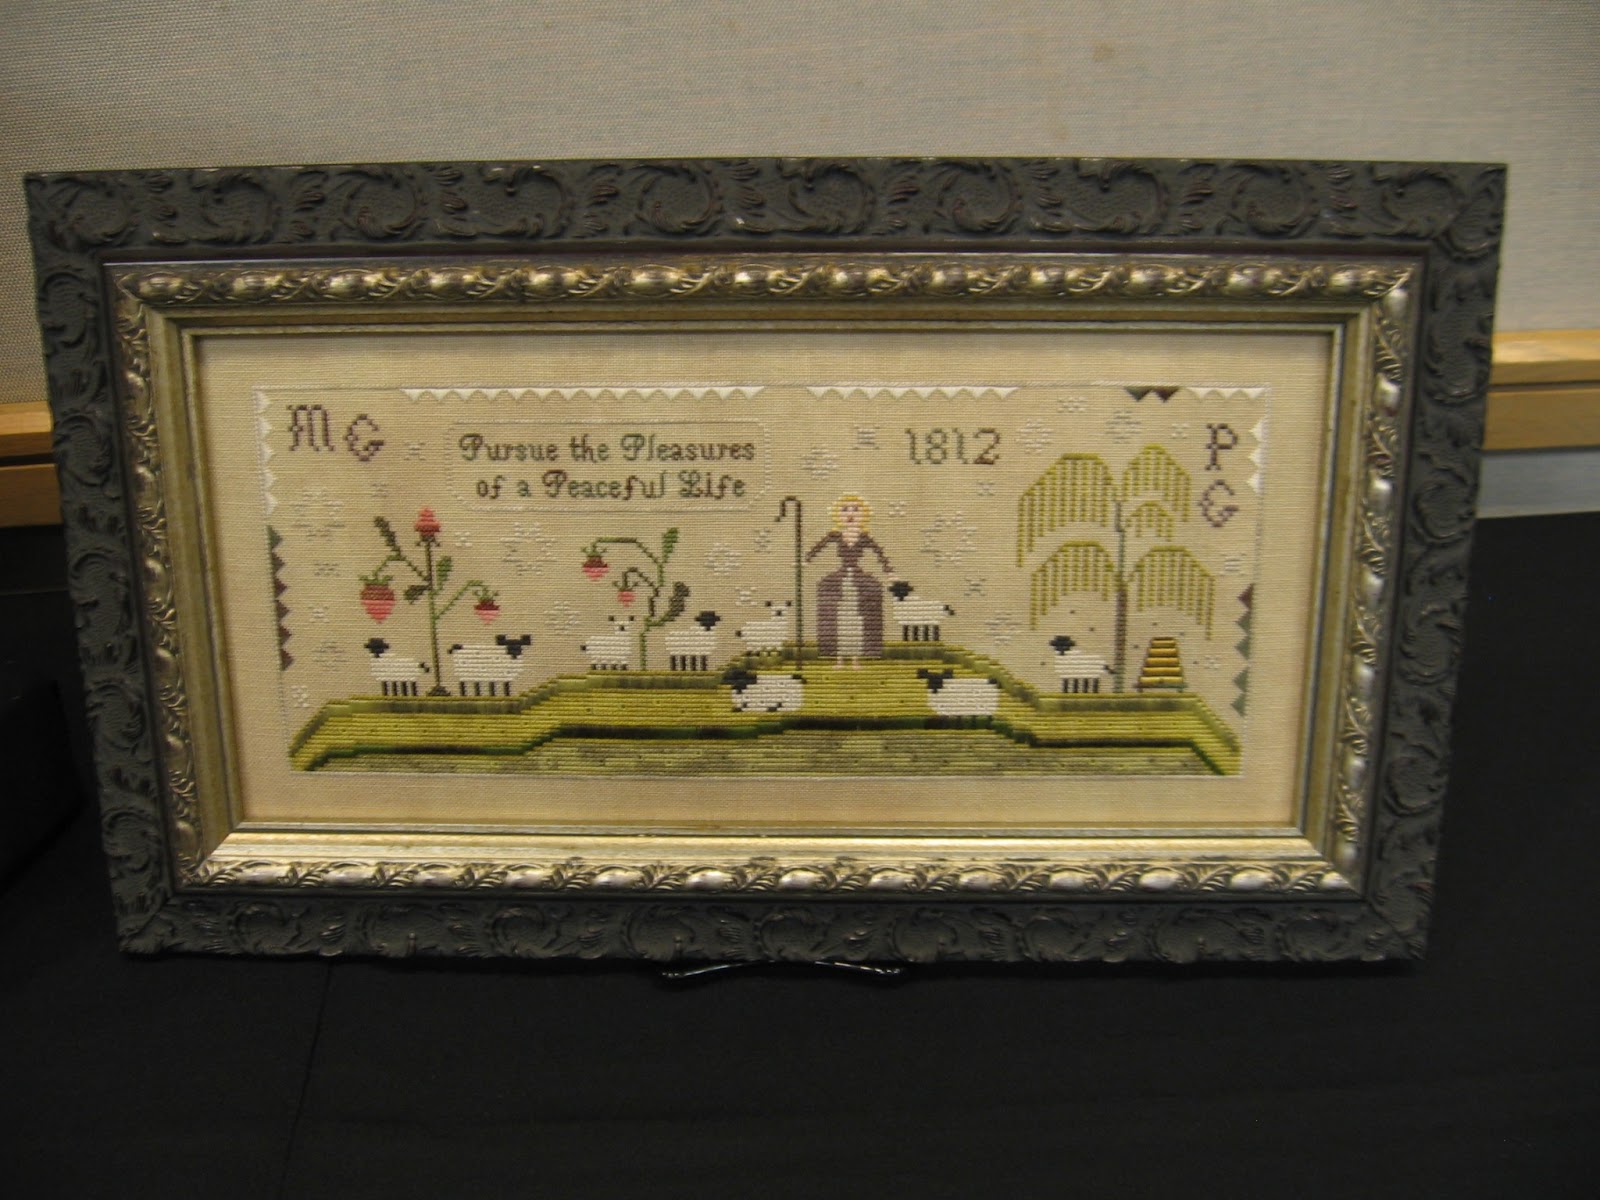 MG
Pursue the Pleasures
of a Peaceful Life
1812
P
G